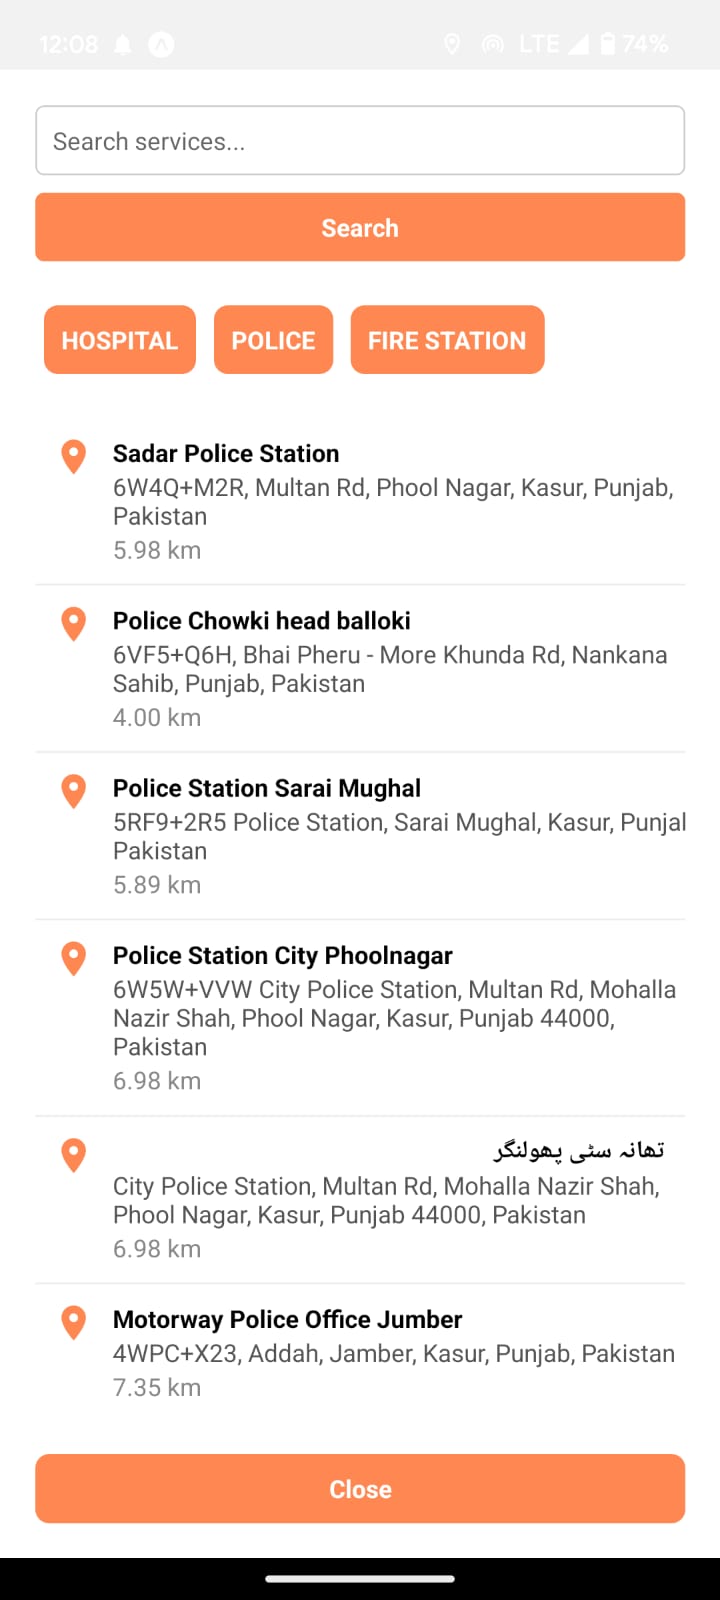 12:08 LTE 74%
Search services...
Search
HOSPITAL POLICE FIRE STATION
Sadar Police Station
6W4Q+M2R, Multan Rd, Phool Nagar, Kasur, Punjab,
Pakistan
5.98 km
Police Chowki head balloki
6VF5+Q6H, Bhai Pheru - More Khunda Rd, Nankana
Sahib, Punjab, Pakistan
4.00 km
Police Station Sarai Mughal
5RF9+2R5 Police Station, Sarai Mughal, Kasur, Punjal
Pakistan
5.89 km
Police Station City Phoolnagar
6W5W+VVW City Police Station, Multan Rd, Mohalla
Nazir Shah, Phool Nagar, Kasur, Punjab 44000,
Pakistan
6.98 km
تھانہ سٹی پھولنگر
City Police Station, Multan Rd, Mohalla Nazir Shah,
Phool Nagar, Kasur, Punjab 44000, Pakistan
6.98 km
Motorway Police Office Jumber
4WPC+X23, Addah, Jamber, Kasur, Punjab, Pakistan
7.35 km
Close